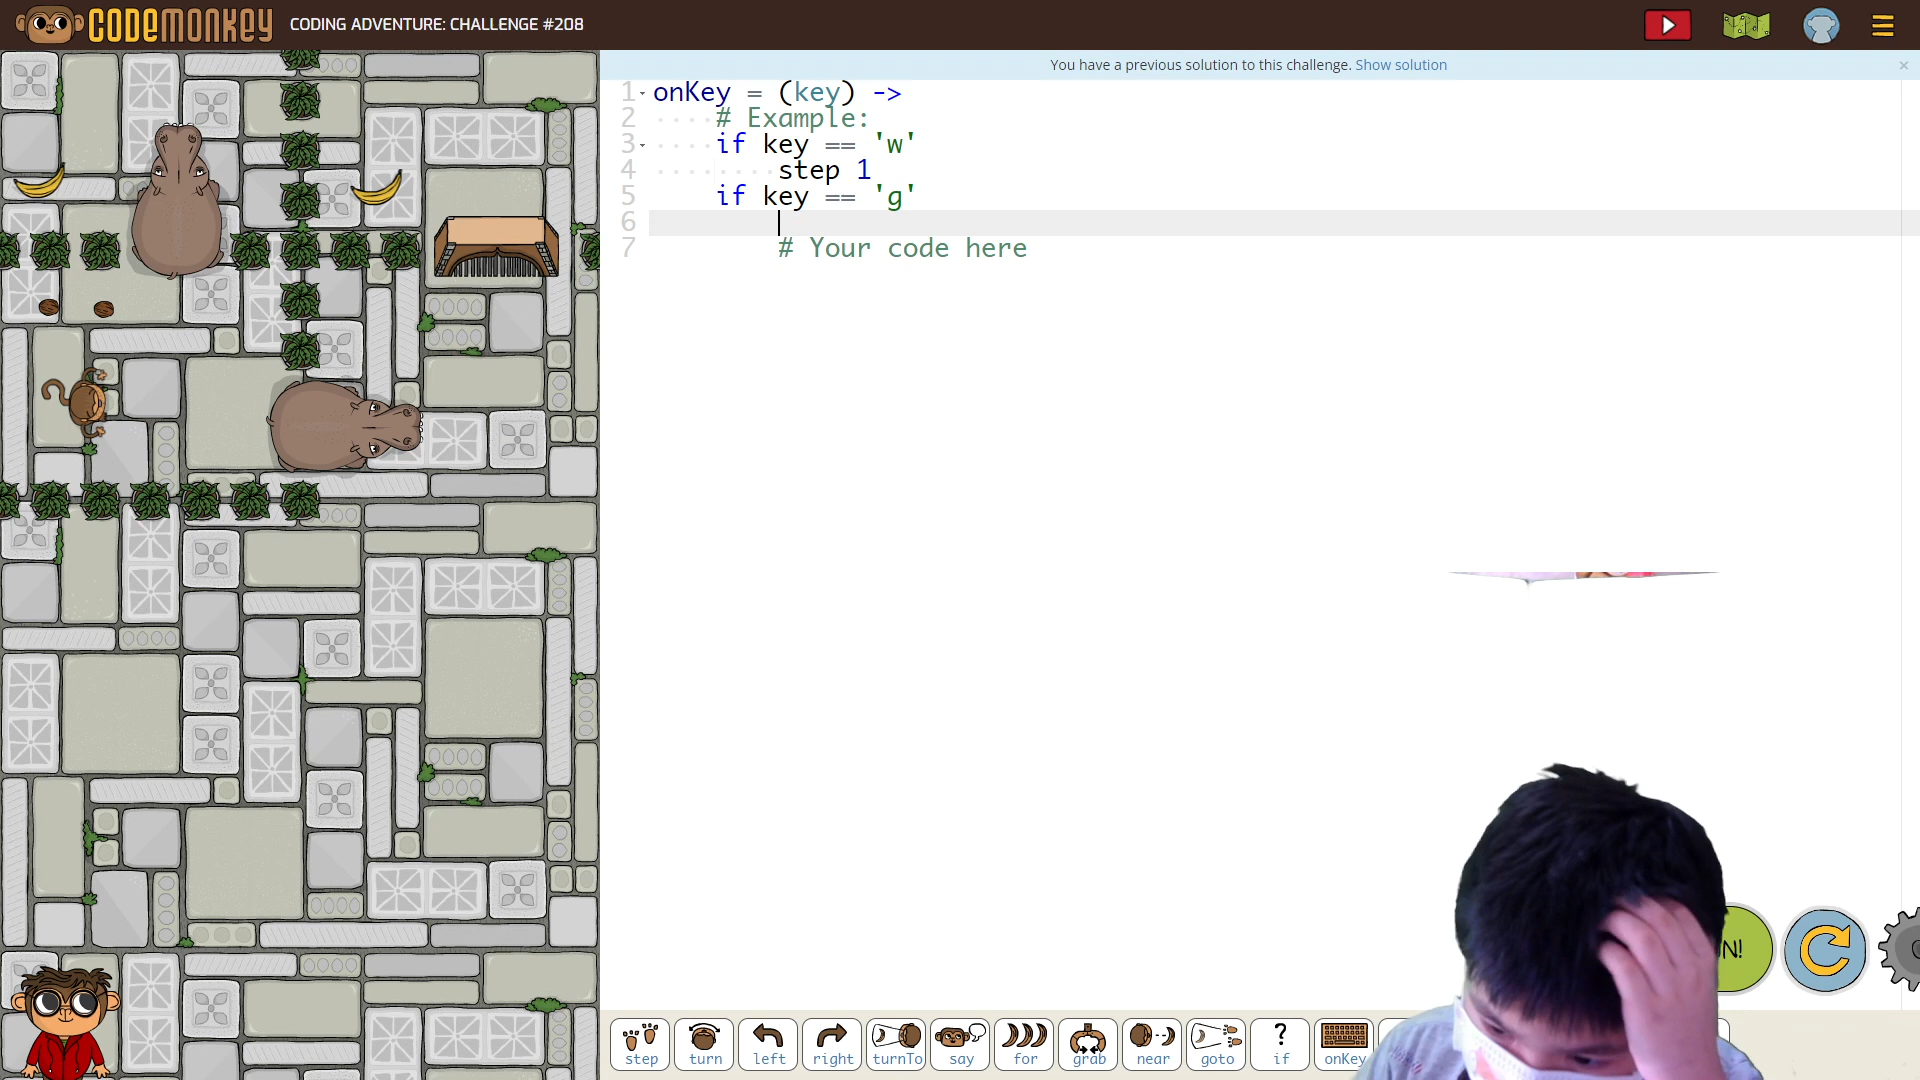 CODEMONKEY
CODING ADVENTURE: CHALLENGE #208
You have a previous solution to this challenge. Show solution ×
1 onKey = (key) ->
2 # Example:
3 if key == 'w'
4 step 1
5 if key == 'g'
6
7 # Your code here
N!
step turn left right turnTo say for grab near goto if onKey